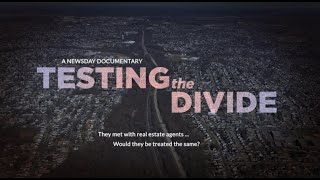 A NEWSDAY DOCUMENTARY
TESTING the
DIVIDE
They met with real estate agents ...
Would they be treated the same?